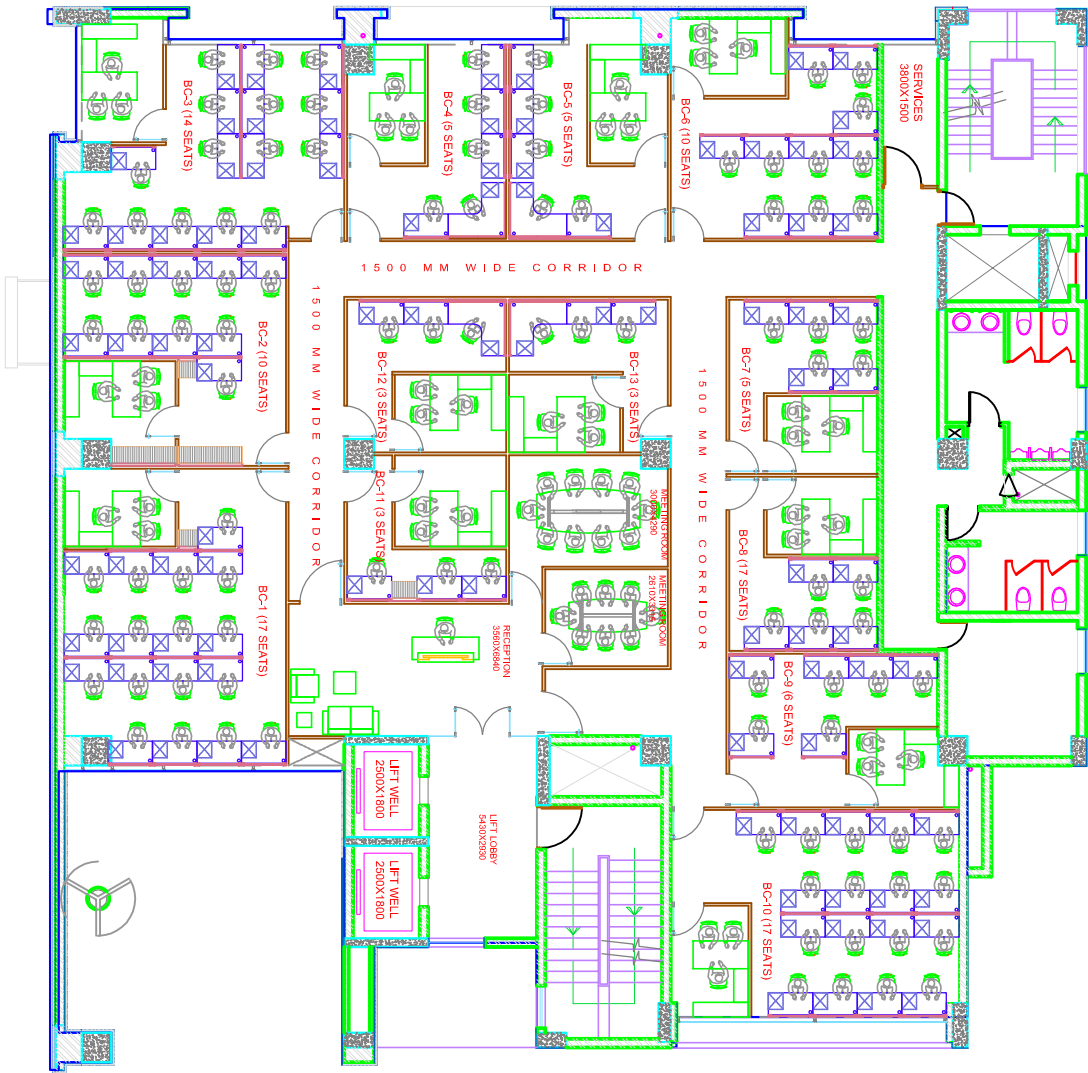 SERVICES
3800X1500
BC-3 (14 SEATS)
BC-4 (5 SEATS)
BC-5 (5 SEATS)
BC-6 (10 SEATS)
1500 MM WIDE CORRIDOR
1500 MM WIDE CORRIDOR
1500 MM WIDE CORRIDOR
BC-2 (10 SEATS)
BC-12 (3 SEATS)
BC-13 (3 SEATS)
BC-7 (5 SEATS)
BC-11 (3 SEATS)
MEETING ROOM
BC-8 (17 SEATS)
MEETING ROOM
BC-1 (17 SEATS)
RECEPTION
3560X6840
BC-9 (6 SEATS)
LIFT WELL
2500X1800
LIFT LOBBY
5430X2930
LIFT WELL
2500X1800
BC-10 (17 SEATS)